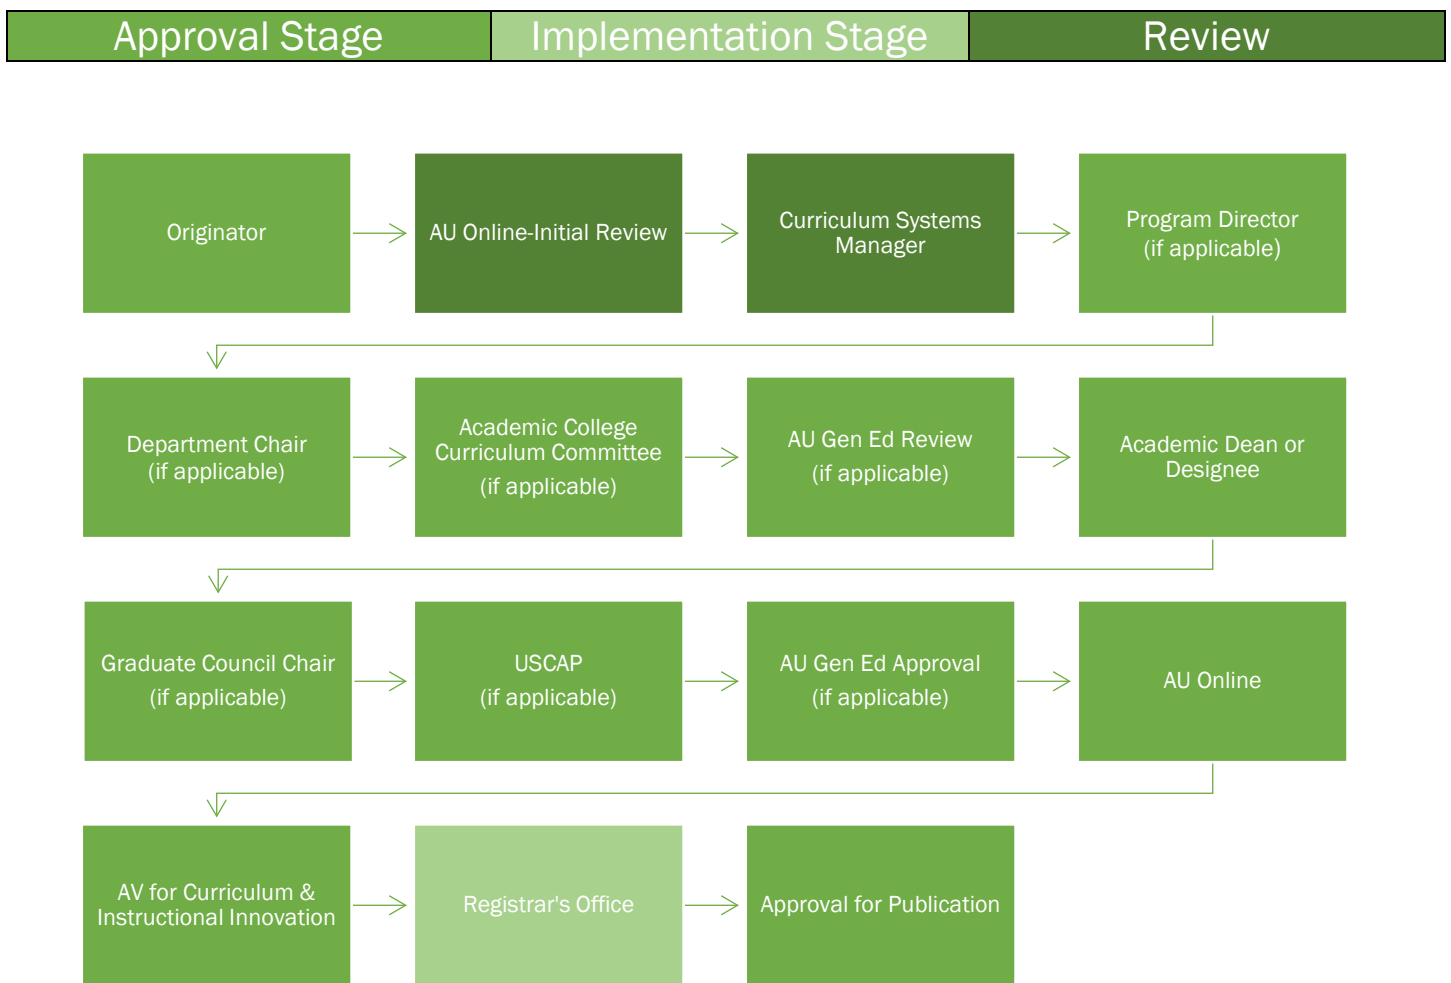 Approval Stage
Implementation Stage
Review
Originator
AU Online-Initial Review
Curriculum Systems
Manager
Program Director
(if applicable)
Department Chair
(if applicable)
Academic College
Curriculum Committee
(if applicable)
AU Gen Ed Review
(if applicable)
Academic Dean or
Designee
Graduate Council Chair
(if applicable)
USCAP
(if applicable)
AU Gen Ed Approval
(if applicable)
AU Online
AV for Curriculum &
Instructional Innovation
Registrar's Office
Approval for Publication